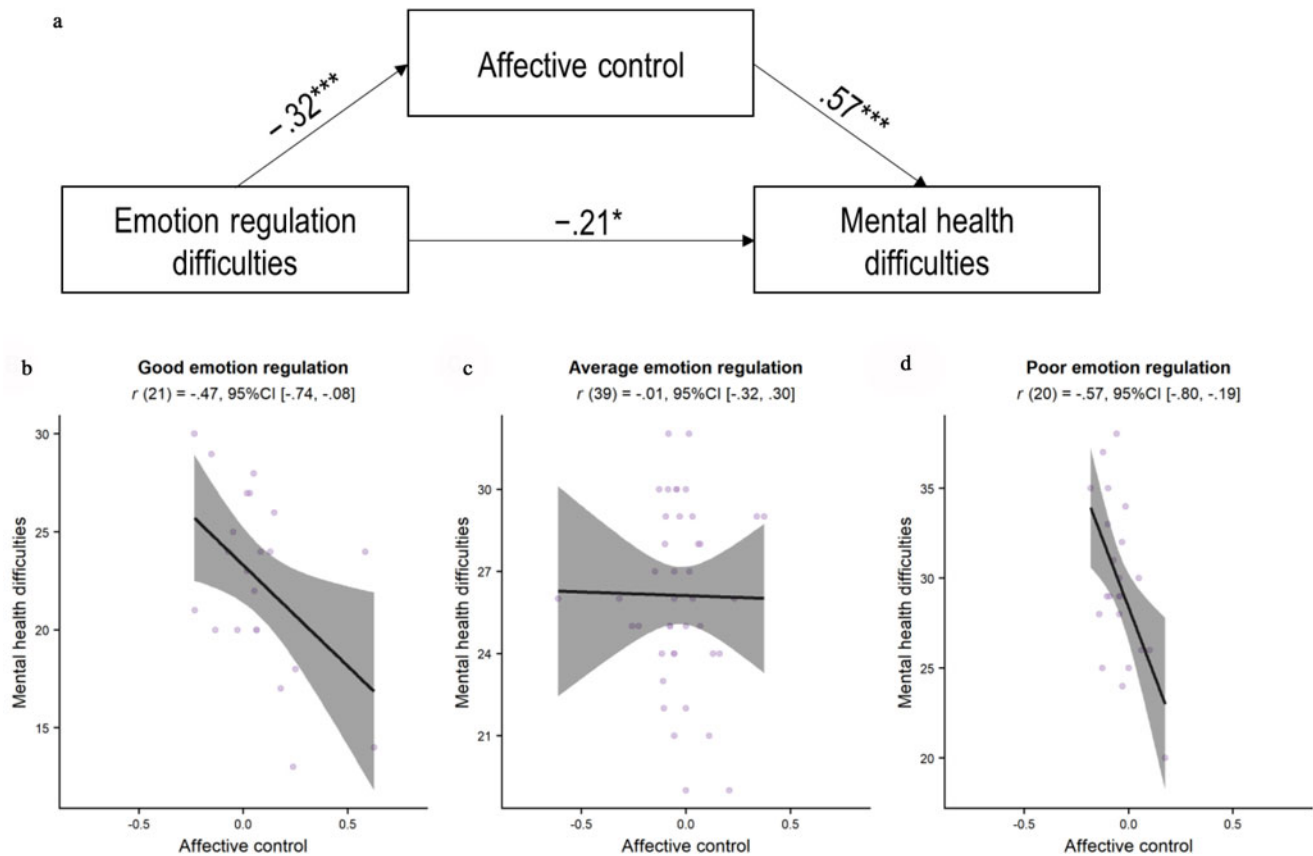 a
Affective control
−.32***
.57***
Emotion regulation
difficulties
−.21*
Mental health
difficulties
b
Good emotion regulation
r (21) = -.47, 95%CI [-.74, -.08]
Mental health difficulties
30
25
20
15
-0.5
0.0
0.5
Affective control
c
Average emotion regulation
r (39) = -.01, 95%CI [-.32, .30]
Mental health difficulties
30
27
24
21
-0.5
0.0
0.5
Affective control
d
Poor emotion regulation
r (20) = -.57, 95%CI [-.80, -.19]
Mental health difficulties
35
30
25
20
-0.5
0.0
0.5
Affective control